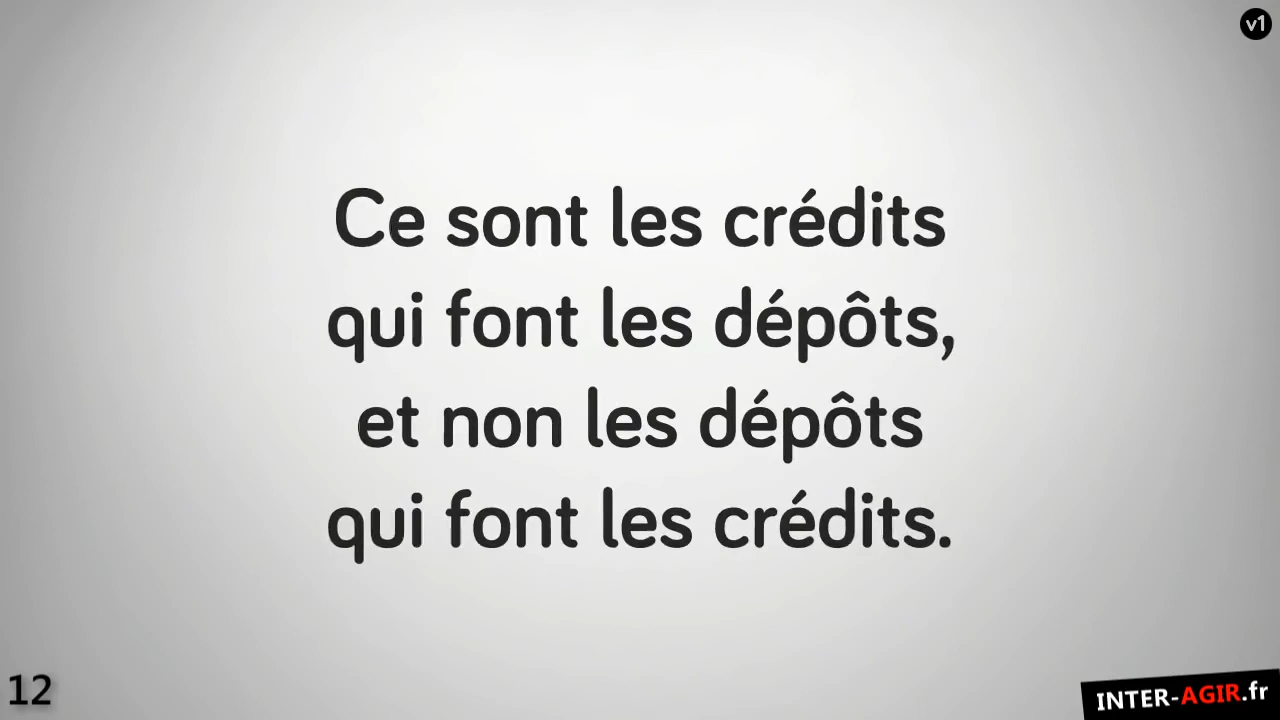 v1
Ce sont les crédits
qui font les dépôts,
et non les dépôts
qui font les crédits.
12
INTER-AGIR.fr